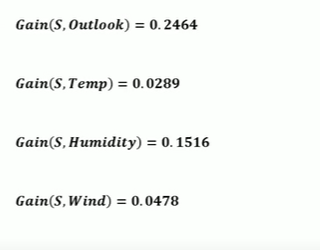 Gain(S, Outlook) = 0.2464
Gain(S, Temp) = 0.0289
Gain(S, Humidity) = 0.1516
Gain(S, Wind) = 0.0478